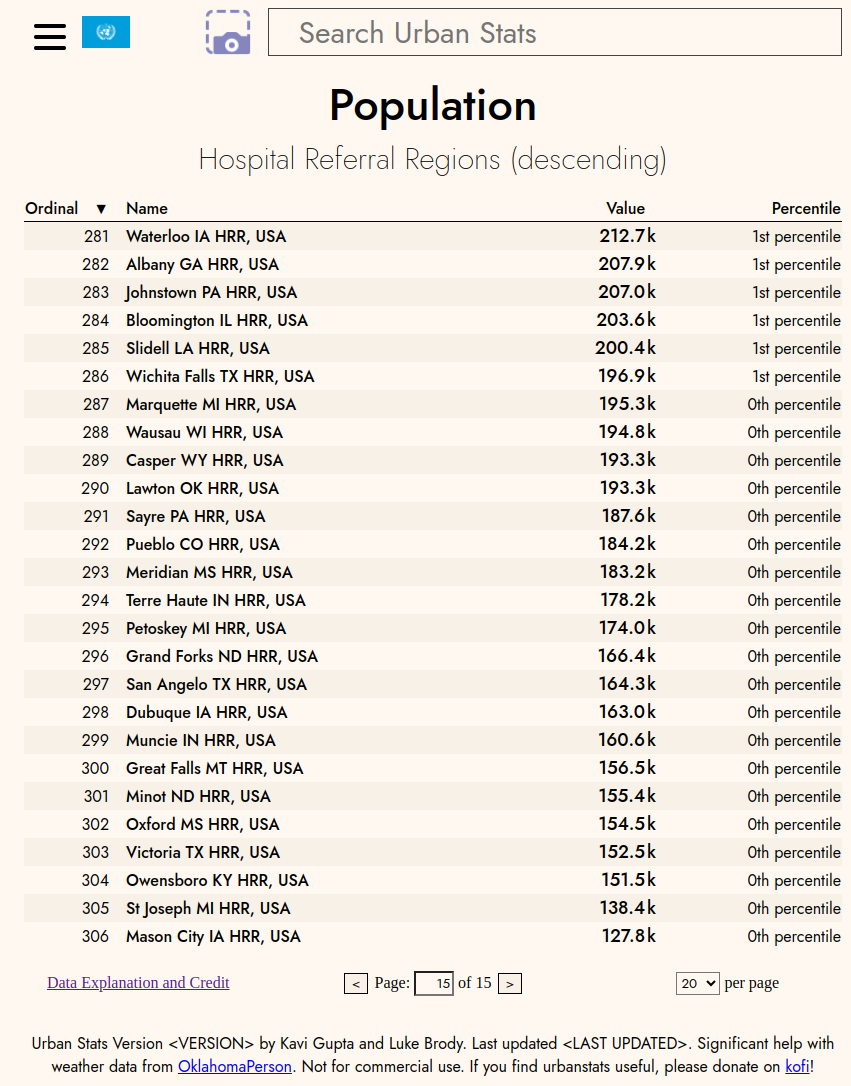 Search Urban Stats
Population
Hospital Referral Regions (descending)
Ordinal ▼ Name Value Percentile
281 Waterloo IA HRR, USA 212.7k 1st percentile
282 Albany GA HRR, USA 207.9k 1st percentile
283 Johnstown PA HRR, USA 207.0k 1st percentile
284 Bloomington IL HRR, USA 203.6k 1st percentile
285 Slidell LA HRR, USA 200.4k 1st percentile
286 Wichita Falls TX HRR, USA 196.9k 1st percentile
287 Marquette MI HRR, USA 195.3k 0th percentile
288 Wausau WI HRR, USA 194.8k 0th percentile
289 Casper WY HRR, USA 193.3k 0th percentile
290 Lawton OK HRR, USA 193.3k 0th percentile
291 Sayre PA HRR, USA 187.6k 0th percentile
292 Pueblo CO HRR, USA 184.2k 0th percentile
293 Meridian MS HRR, USA 183.2k 0th percentile
294 Terre Haute IN HRR, USA 178.2k 0th percentile
295 Petoskey MI HRR, USA 174.0k 0th percentile
296 Grand Forks ND HRR, USA 166.4k 0th percentile
297 San Angelo TX HRR, USA 164.3k 0th percentile
298 Dubuque IA HRR, USA 163.0k 0th percentile
299 Muncie IN HRR, USA 160.6k 0th percentile
300 Great Falls MT HRR, USA 156.5k 0th percentile
301 Minot ND HRR, USA 155.4k 0th percentile
302 Oxford MS HRR, USA 154.5k 0th percentile
303 Victoria TX HRR, USA 152.5k 0th percentile
304 Owensboro KY HRR, USA 151.5k 0th percentile
305 St Joseph MI HRR, USA 138.4k 0th percentile
306 Mason City IA HRR, USA 127.8k 0th percentile
Data Explanation and Credit < Page: 15 of 15 > 20 per page
Urban Stats Version <VERSION> by Kavi Gupta and Luke Brody. Last updated <LAST UPDATED>. Significant help with
weather data from OklahomaPerson. Not for commercial use. If you find urbanstats useful, please donate on kofi!